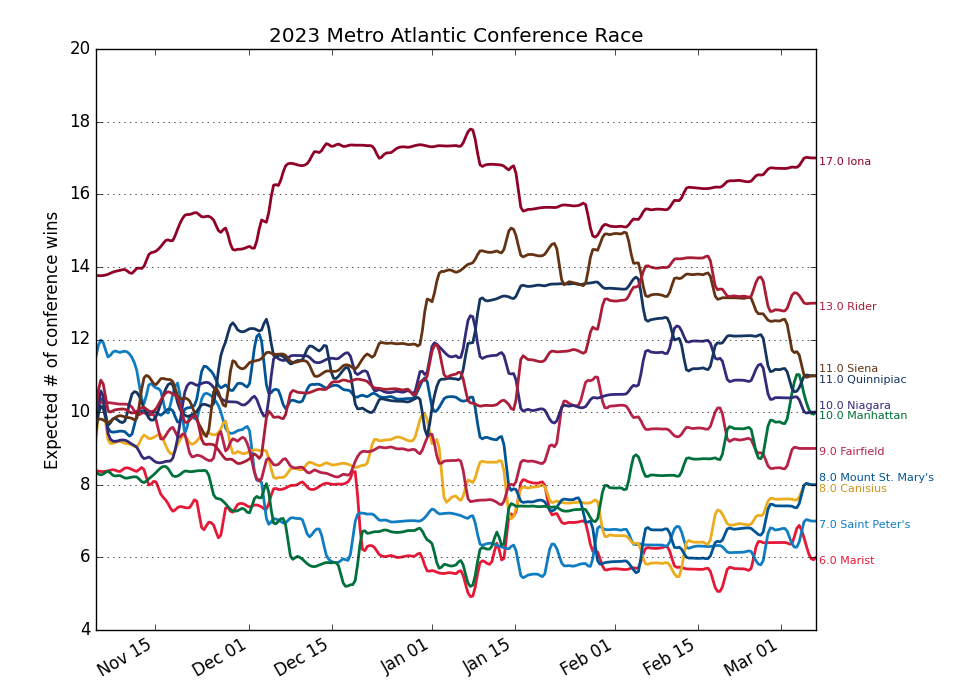 2023 Metro Atlantic Conference Race
Expected # of conference wins
20
18
16
14
12
10
8
6
4
17.0 Iona
13.0 Rider
11.0 Siena
11.0 Quinnipiac
10.0 Niagara
10.0 Manhattan
9.0 Fairfield
8.0 Mount St. Mary's
8.0 Canisius
7.0 Saint Peter's
6.0 Marist
Nov 15
Dec 01
Dec 15
Jan 01
Jan 15
Feb 01
Feb 15
Mar 01